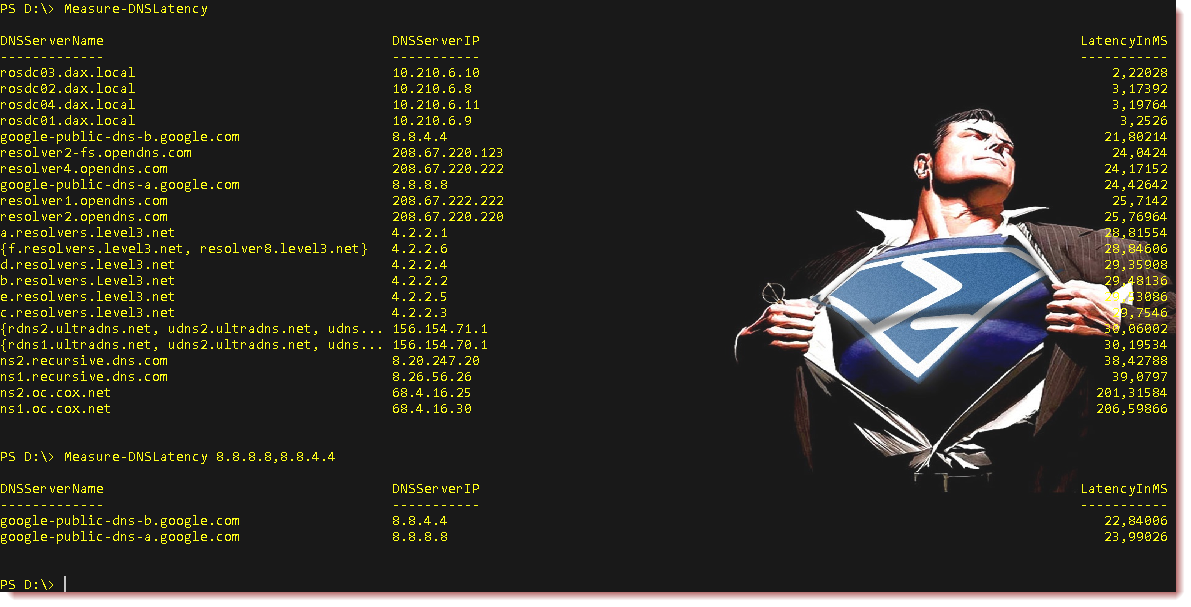 PS D:\> Measure-DNSLatency
DNSServerName DNSServerIP LatencyInMS
------------- ----------- -----------
rosdc03.dax.local 10.210.6.10 2,22028
rosdc02.dax.local 10.210.6.8 3,17392
rosdc04.dax.local 10.210.6.11 3,19764
rosdc01.dax.local 10.210.6.9 3,2526
google-public-dns-b.google.com 8.8.4.4 21,80214
resolver2-fs.opendns.com 208.67.220.123 24,0424
resolver4.opendns.com 208.67.220.222 24,17152
google-public-dns-a.google.com 8.8.8.8 24,42642
resolver1.opendns.com 208.67.222.222 25,7142
resolver2.opendns.com 208.67.220.220 25,76964
a.resolvers.level3.net 4.2.2.1 28,81554
{f.resolvers.level3.net, resolver8.level3.net} 4.2.2.6 28,84606
d.resolvers.level3.net 4.2.2.4 29,35908
b.resolvers.Level3.net 4.2.2.2 29,48136
e.resolvers.level3.net 4.2.2.5
c.resolvers.level3.net 4.2.2.3
{rdns2.ultradns.net, udns2.ultradns.net, udns... 156.154.71.1 30,06002
{rdns1.ultradns.net, udns2.ultradns.net, udns... 156.154.70.1 30,19534
ns2.recursive.dns.com 8.20.247.20 38,42788
ns1.recursive.dns.com 8.26.56.26 39,0797
ns2.oc.cox.net 68.4.16.25 201,31584
ns1.oc.cox.net 68.4.16.30 206,59866
PS D:\> Measure-DNSLatency 8.8.8.8,8.8.4.4
DNSServerName DNSServerIP LatencyInMS
------------- ----------- -----------
google-public-dns-b.google.com 8.8.4.4 22,84006
google-public-dns-a.google.com 8.8.8.8 23,99026
PS D:\>